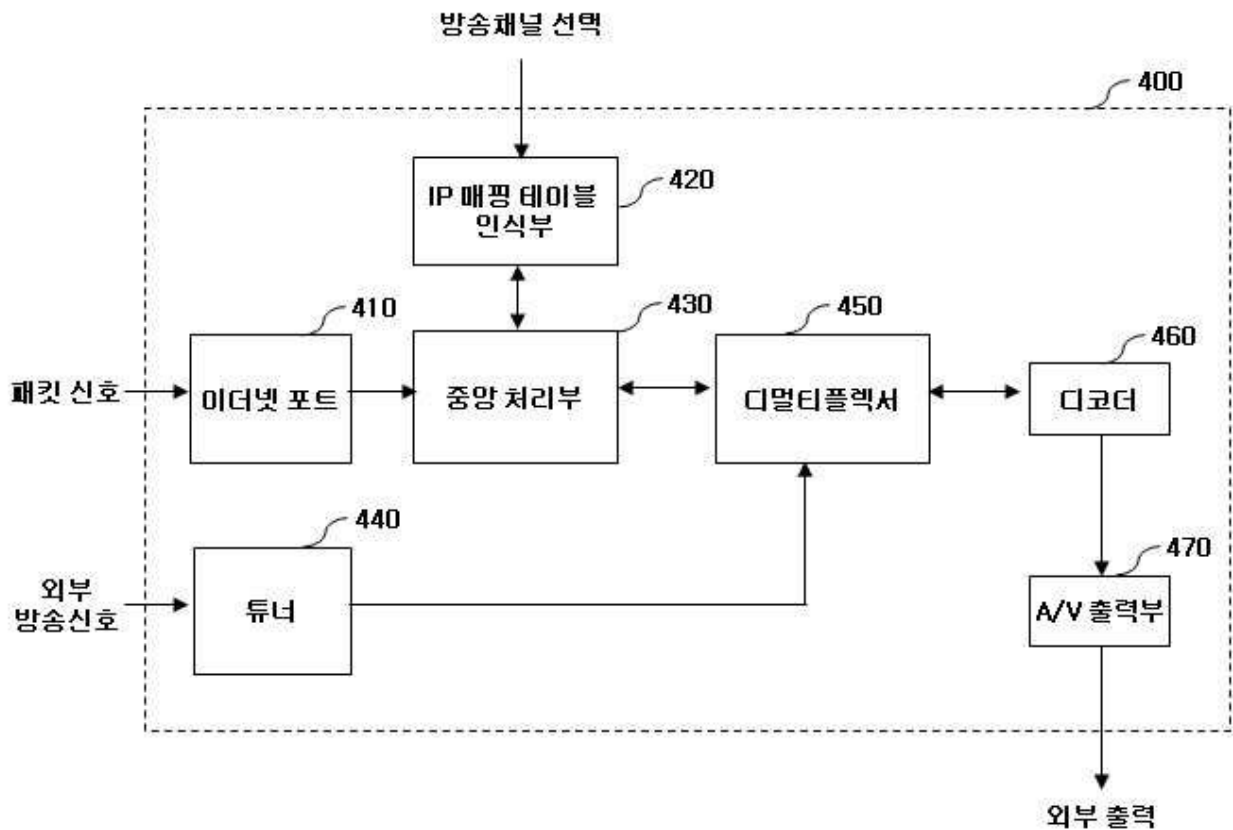 방송채널 선택
400
IP 매핑 테이블
인식부
420
410
430
450
460
패킷 신호
이더넷 포트
중앙 처리부
디멀티플렉서
디코더
440
470
외부
방송신호
튜너
A/V 출력부
외부 출력